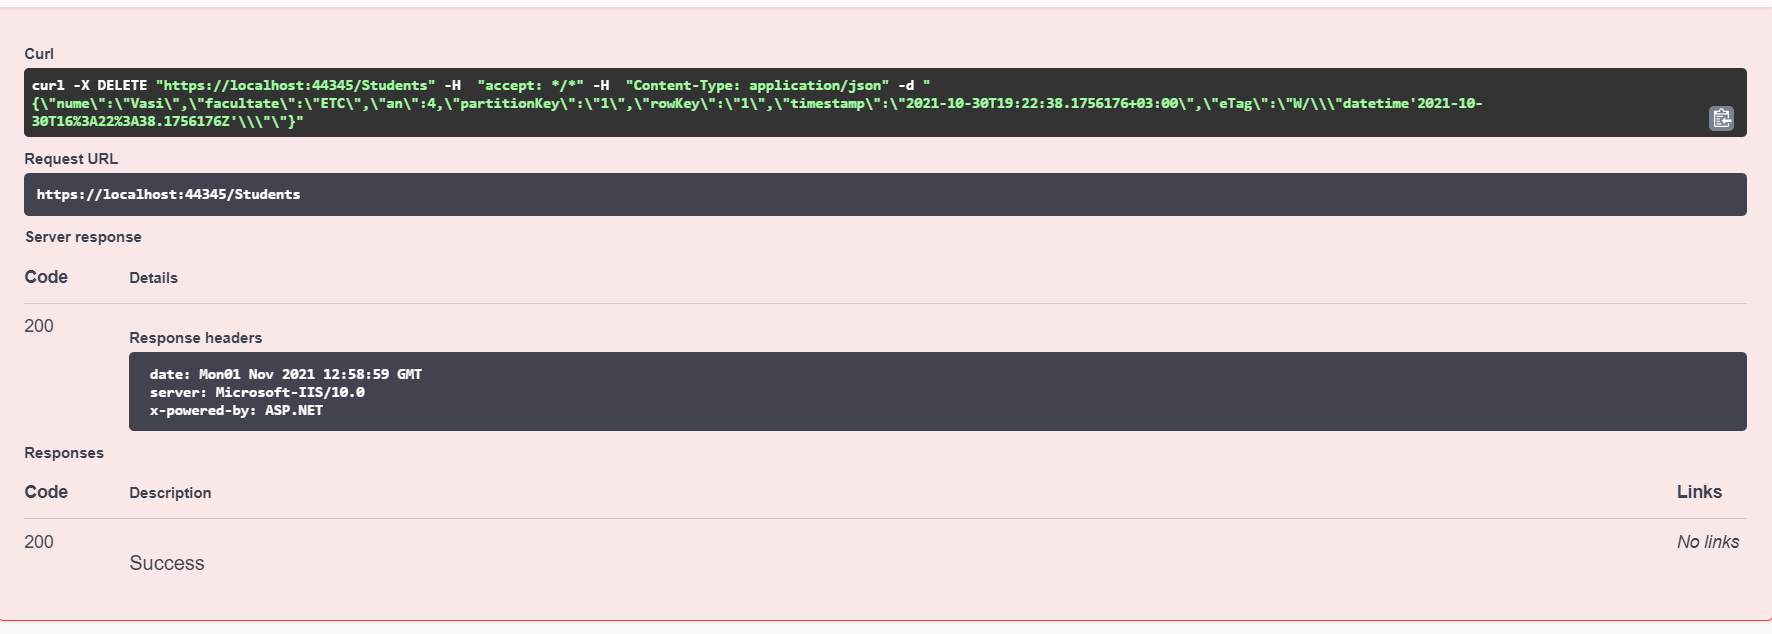 Curl
curl -X DELETE "https://localhost:44345/Students" -H  "accept: */*" -H  "Content-Type: application/json" -d "
{\"nume\":\"Vasi\",\"facultate\":\"ETC\",\"an\":4,\"partitionKey\":\"1\",\"rowKey\":\"1\",\"timestamp\":\"2021-10-30T19:22:38.1756176+03:00\",\"eTag\":\"W/\\\"datetime'2021-10-
30T16%3A22%3A38.1756176Z'\\\"\"}"
Request URL
https://localhost:44345/Students
Server response
Code Details
200
Response headers
date: Mon01 Nov 2021 12:58:59 GMT
server: Microsoft-IIS/10.0
x-powered-by: ASP.NET
Responses
Code Description Links
200 No links
Success